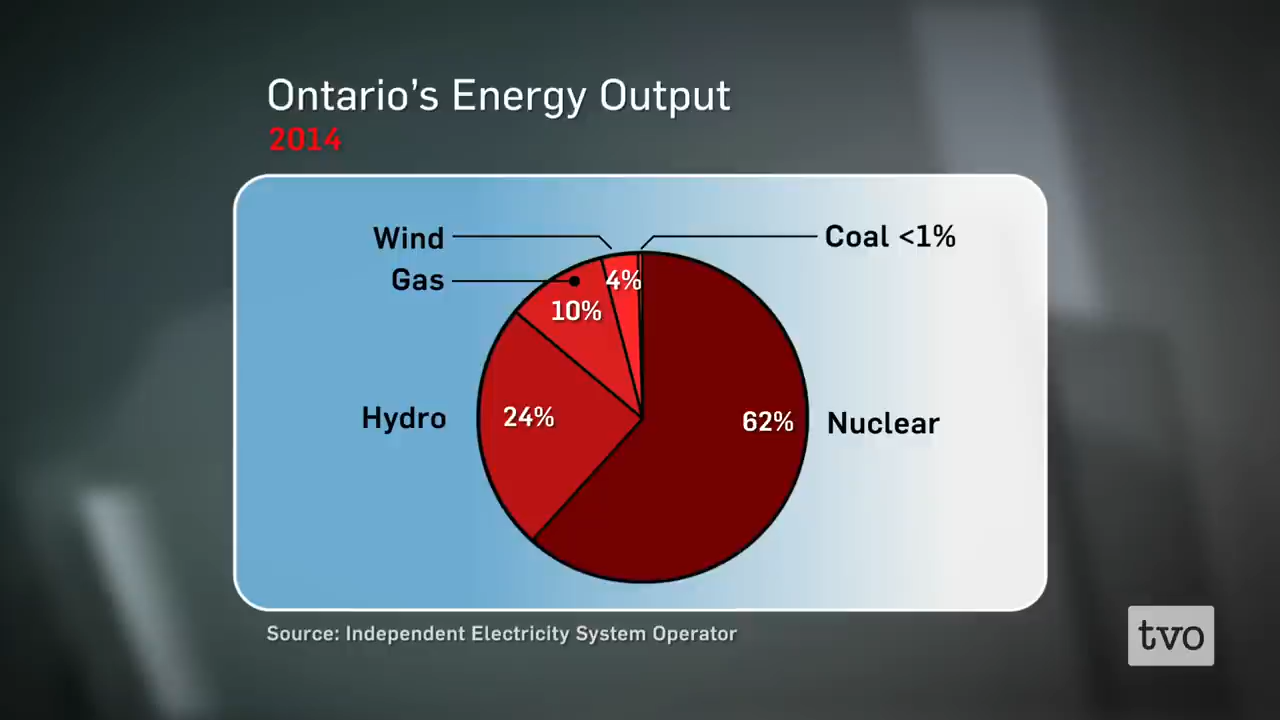 Ontario's Energy Output
2014
Wind
Coal <1%
Gas
4%
10%
Hydro
24%
62%
Nuclear
Source: Independent Electricity System Operator
tvo